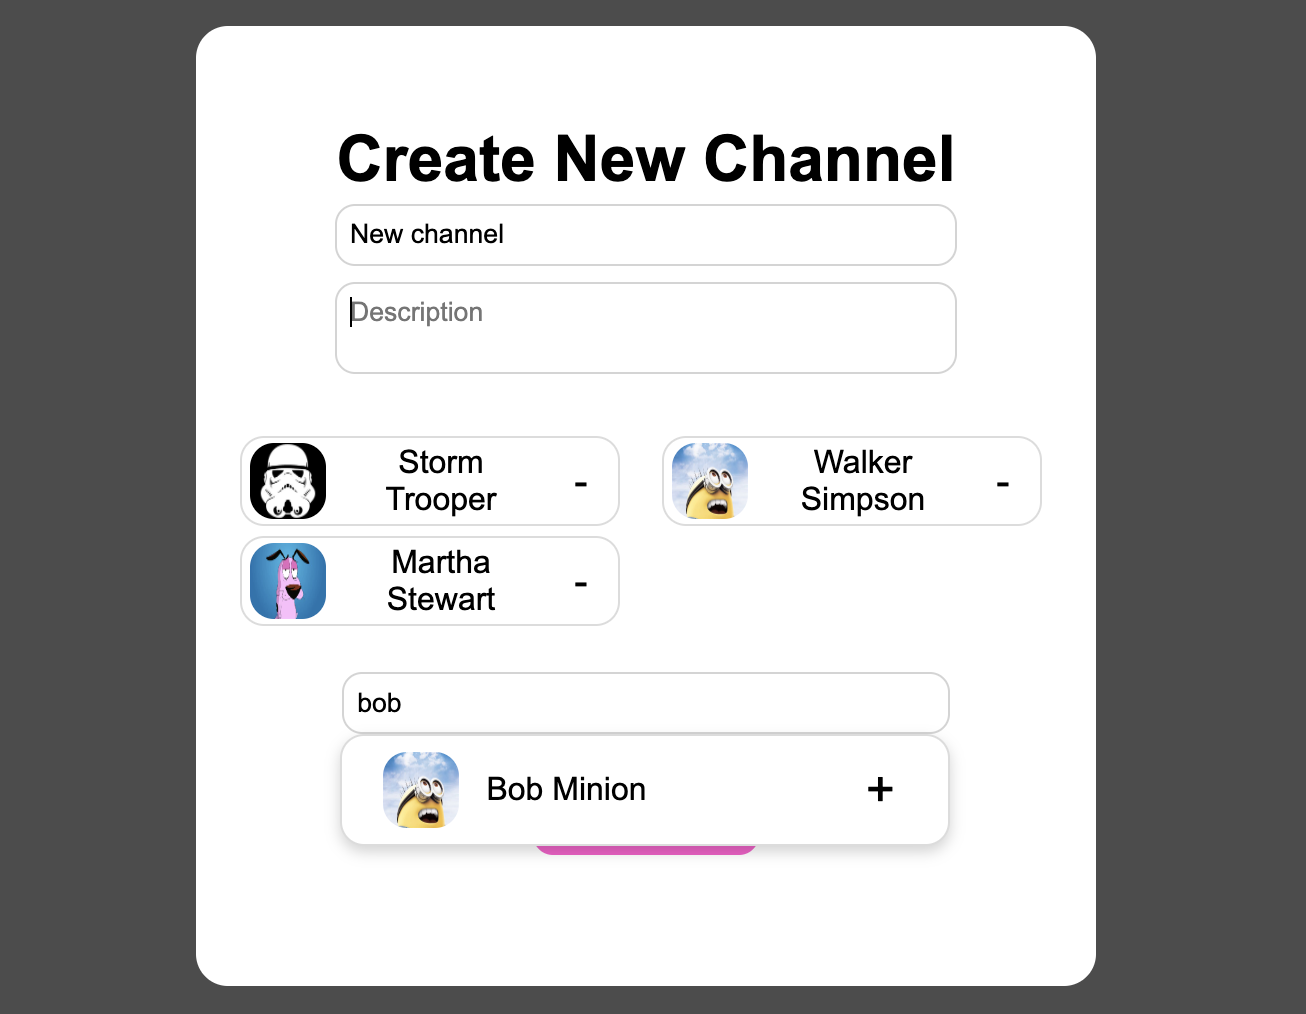 Create New Channel
New channel
Description
Storm
Trooper
-
Walker
Simpson
-
Martha
Stewart
-
bob
Bob Minion
+